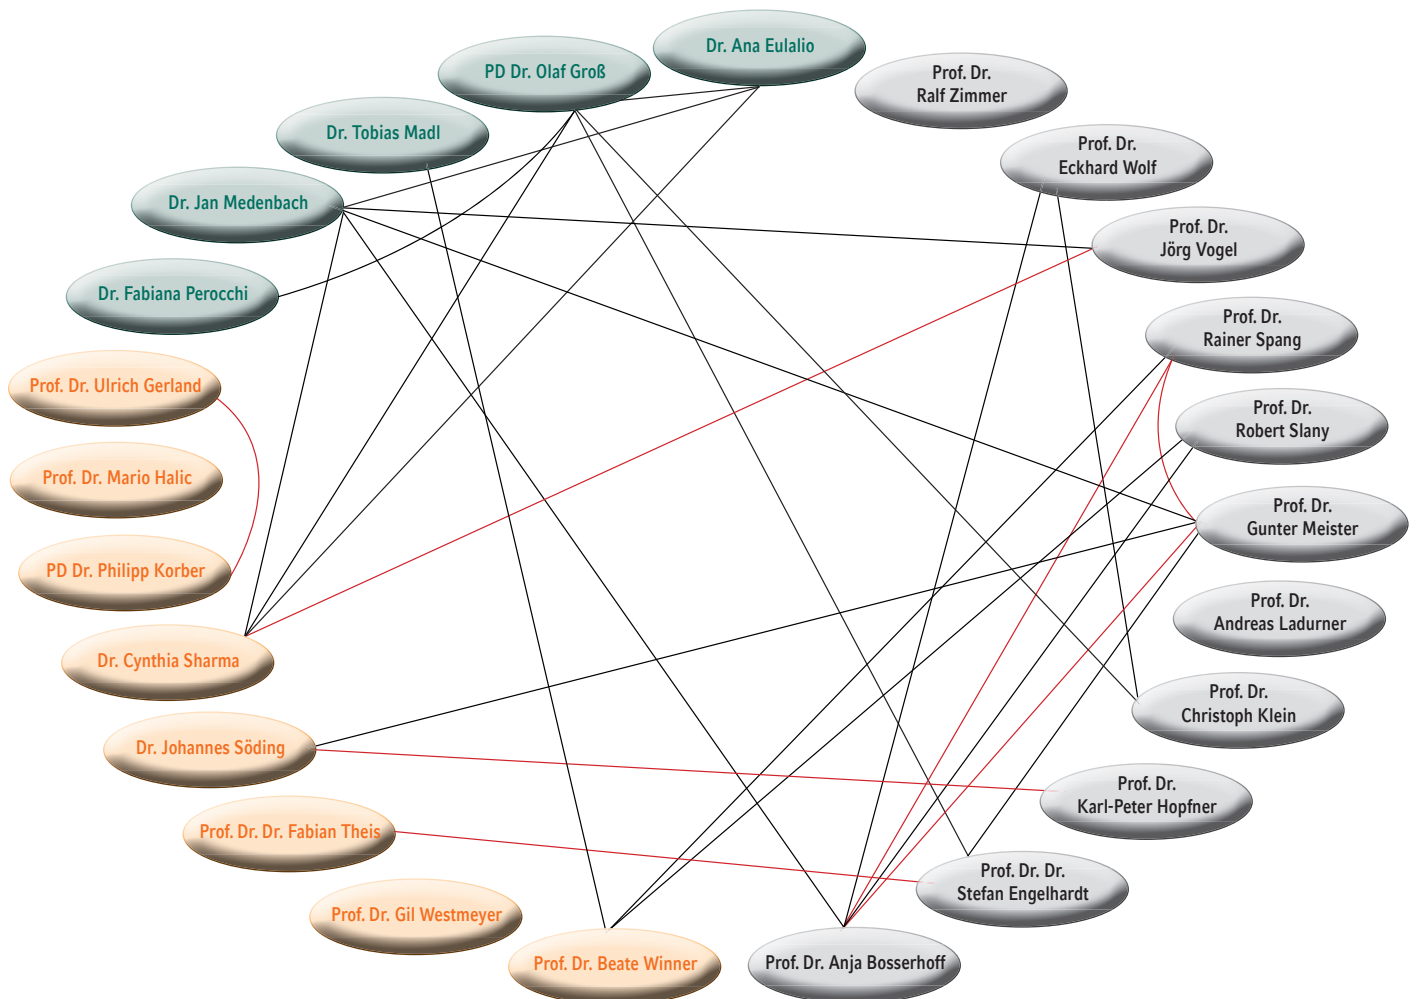 Dr. Ana Eulalio
PD Dr. Olaf Groß
Prof. Dr.
Ralf Zimmer
Dr. Tobias Madl
Prof. Dr.
Eckhard Wolf
Dr. Jan Medenbach
Prof. Dr.
Jörg Vogel
Dr. Fabiana Perocchi
Prof. Dr.
Rainer Spang
Prof. Dr. Ulrich Gerland
Prof. Dr.
Robert Slany
Prof. Dr. Mario Halic
Prof. Dr.
Gunter Meister
PD Dr. Philipp Korber
Prof. Dr.
Andreas Ladurner
Dr. Cynthia Sharma
Prof. Dr.
Christoph Klein
Dr. Johannes Söding
Prof. Dr.
Karl-Peter Hopfner
Prof. Dr. Dr. Fabian Theis
Prof. Dr. Dr.
Stefan Engelhardt
Prof. Dr. Gil Westmeyer
Prof. Dr. Beate Winner
Prof. Dr. Anja Bosserhoff